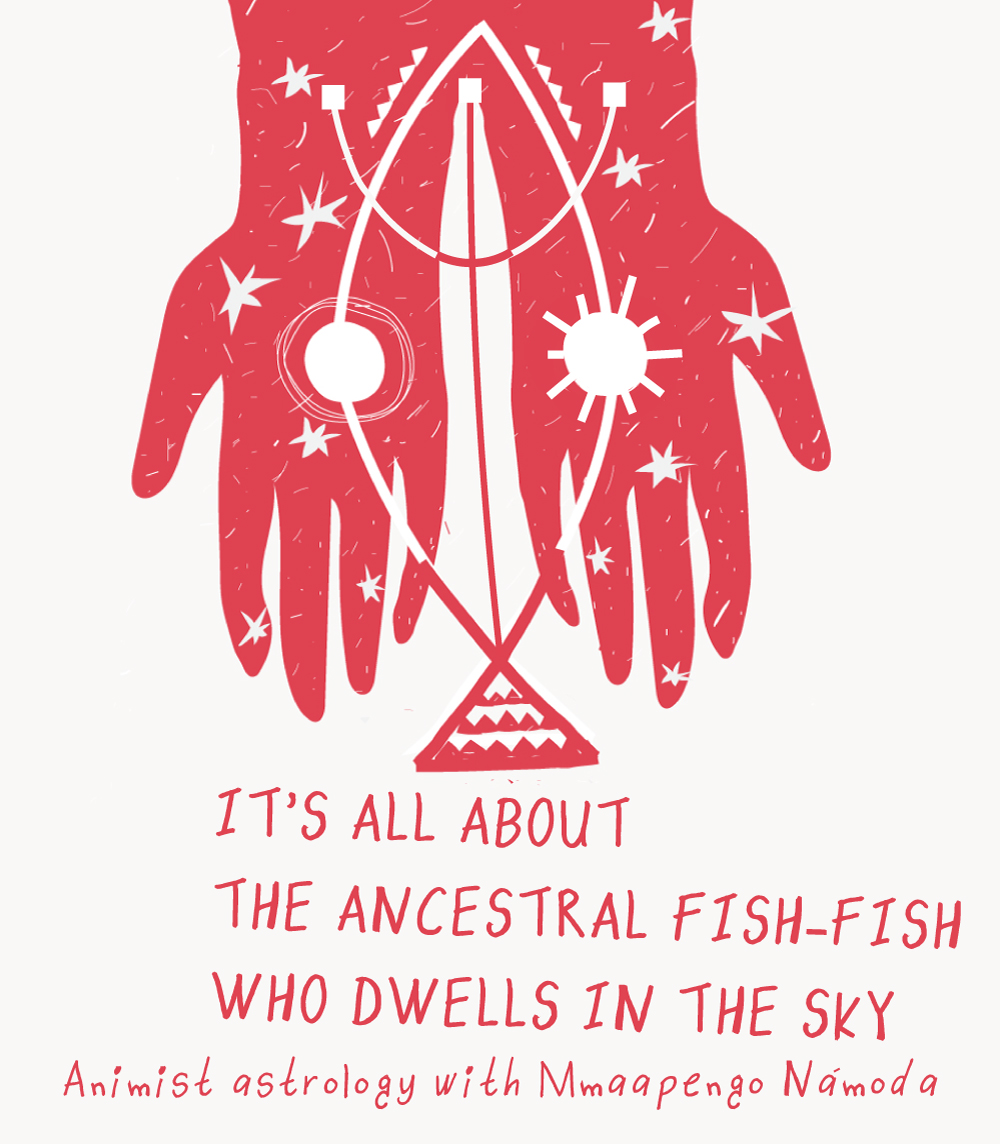 IT'S ALL ABOUT
THE ANCESTRAL FISH-FISH
WHO DWELLS IN THE SKY
Animist astrology with Mmaapengo Námoda